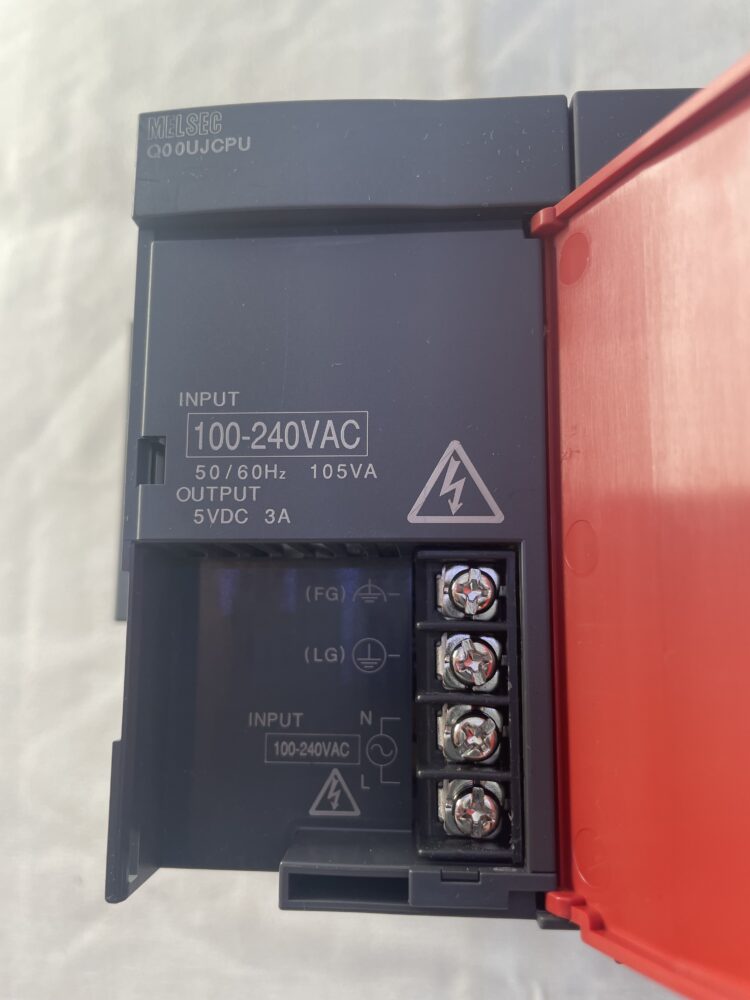 MELSEC
Q00UJCPU
INPUT
100-240VAC
50/60Hz 105VA
OUTPUT
5VDC 3A
(FG)
(LG)
INPUT N
100-240VAC
L